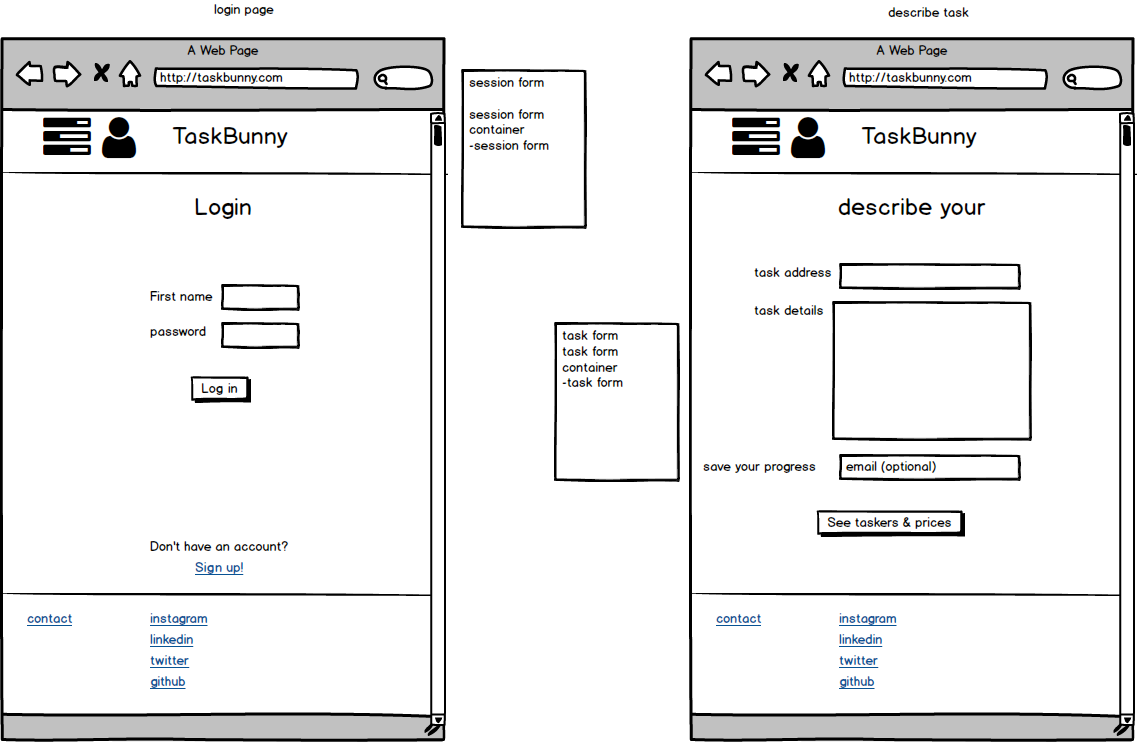 login page
A Web Page
http://taskbunny.com
TaskBunny
Login
First name
password
Log in
Don't have an account?
Sign up!
contact
instagram
linkedin
twitter
github
session form
session form
container
-session form
task form
task form
container
-task form
describe task
A Web Page
http://taskbunny.com
TaskBunny
describe your
task address
task details
save your progress
email (optional)
See taskers & prices
contact
instagram
linkedin
twitter
github